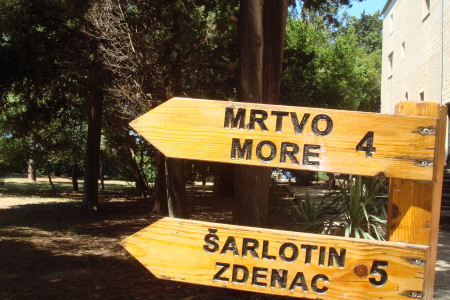 MRTVO
MORE 4
ŠARLOTIN
ZDENAC 5